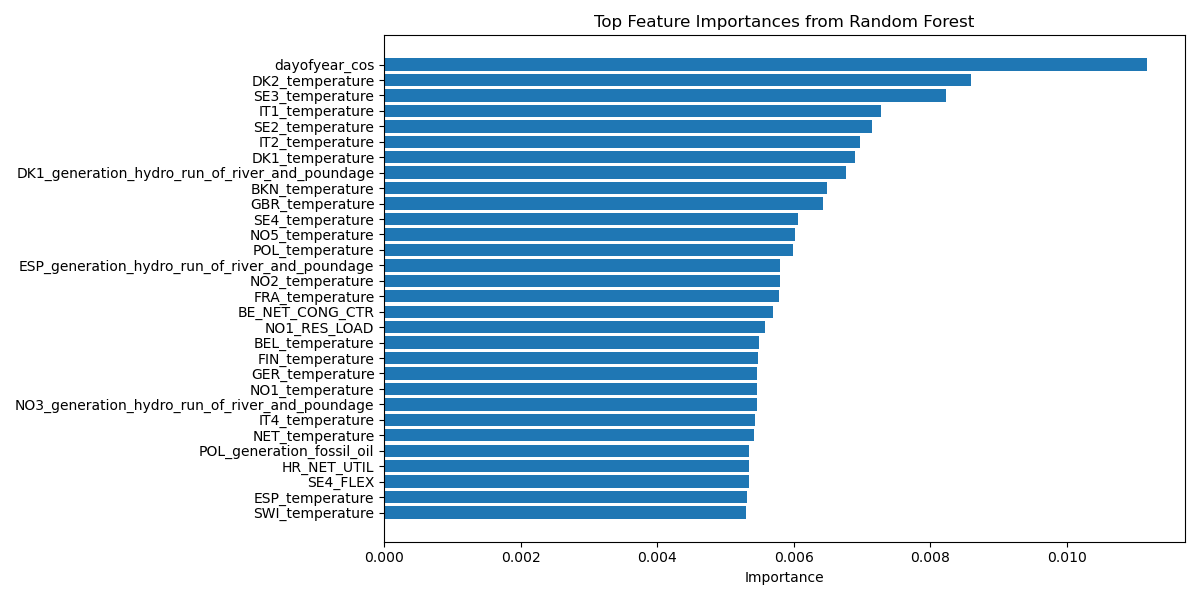 Top Feature Importances from Random Forest
dayofyear_cos
DK2_temperature
SE3_temperature
IT1_temperature
SE2_temperature
IT2_temperature
DK1_temperature
DK1_generation_hydro_run_of_river_and_poundage
BKN_temperature
GBR_temperature
SE4_temperature
NO5_temperature
POL_temperature
ESP_generation_hydro_run_of_river_and_poundage
NO2_temperature
FRA_temperature
BE_NET_CONG_CTR
NO1_RES_LOAD
BEL_temperature
FIN_temperature
GER_temperature
NO1_temperature
NO3_generation_hydro_run_of_river_and_poundage
IT4_temperature
NET_temperature
POL_generation_fossil_oil
HR_NET_UTIL
SE4_FLEX
ESP_temperature
SWI_temperature
0.000 0.002 0.004 0.006 0.008 0.010
Importance